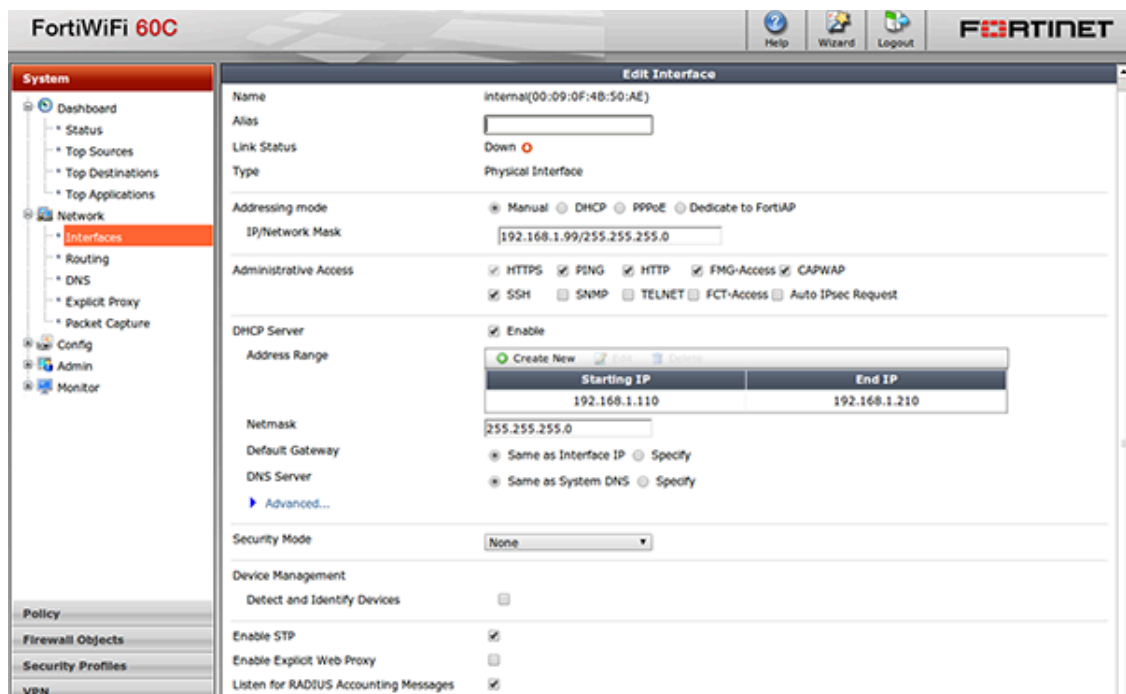 FortiWiFi 60C
Help
Wizard
Logout
FORTINET
System
Dashboard
Status
Top Sources
Top Destinations
Top Applications
Network
Interfaces
Routing
DNS
Explicit Proxy
Packet Capture
Config
Admin
Monitor
Policy
Firewall Objects
Security Profiles
VPN
Edit Interface
Name internal(00:09:0F:4B:50:AE)
Alias
Link Status Down
Type Physical Interface
Addressing mode Manual DHCP PPPoE Dedicate to FortiAP
IP/Network Mask 192.168.1.99/255.255.255.0
Administrative Access HTTPS PING HTTP FMG-Access CAPWAP
SSH SNMP TELNET FCT-Access Auto IPsec Request
DHCP Server Enable
Address Range Create New Edit Delete
Starting IP End IP
192.168.1.110 192.168.1.210
Netmask 255.255.255.0
Default Gateway Same as Interface IP Specify
DNS Server Same as System DNS Specify
Advanced...
Security Mode None
Device Management
Detect and Identify Devices
Enable STP
Enable Explicit Web Proxy
Listen for RADIUS Accounting Messages